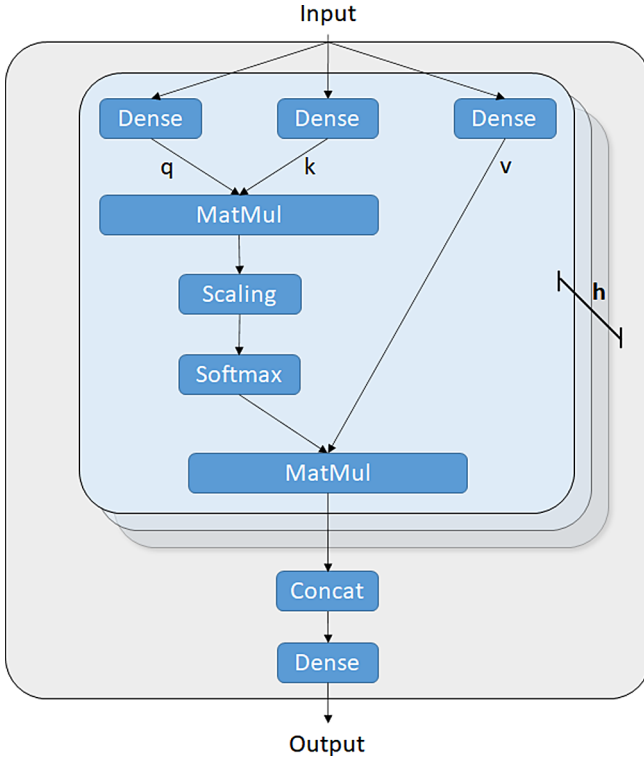 Input
Dense Dense Dense
q k v
MatMul
Scaling
h
Softmax
MatMul
Concat
Dense
Output